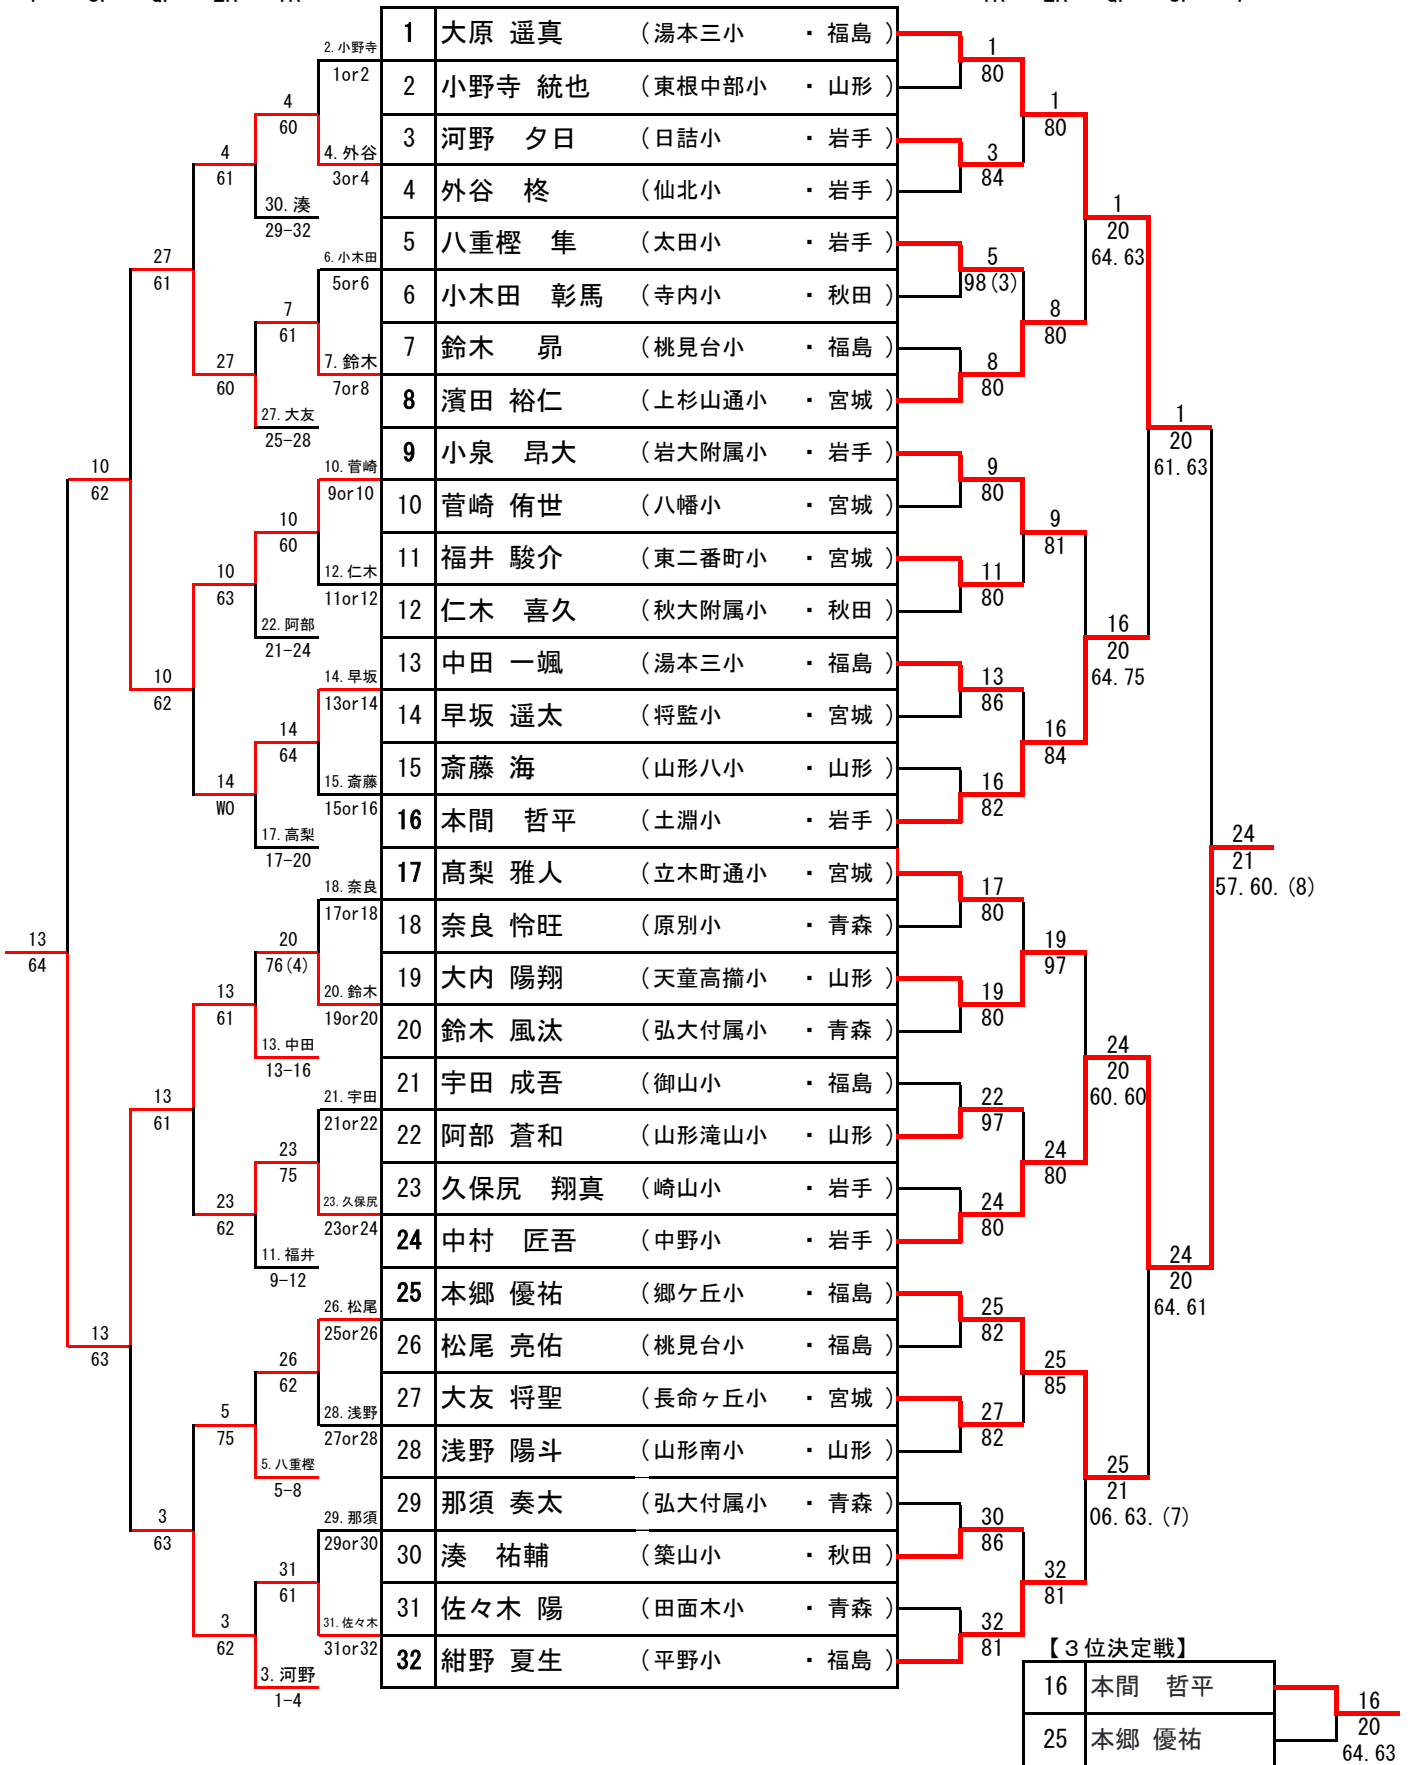 1 大原 遥真 (湯本三小 ・ 福島 )
2 小野寺 統也 (東根中部小 ・ 山形 )
3 河野 夕日 (日詰小 ・ 岩手 )
4 外谷 柊 (仙北小 ・ 岩手 )
5 八重樫 隼 (太田小 ・ 岩手 )
6 小木田 彰馬 (寺内小 ・ 秋田 )
7 鈴木 昴 (桃見台小 ・ 福島 )
8 濱田 裕仁 (上杉山通小 ・ 宮城 )
9 小泉 昂大 (岩大附属小 ・ 岩手 )
10 菅崎 侑世 (八幡小 ・ 宮城 )
11 福井 駿介 (東二番町小 ・ 宮城 )
12 仁木 喜久 (秋大附属小 ・ 秋田 )
13 中田 一颯 (湯本三小 ・ 福島 )
14 早坂 遥太 (将監小 ・ 宮城 )
15 斎藤 海 (山形八小 ・ 山形 )
16 本間 哲平 (土淵小 ・ 岩手 )
17 髙梨 雅人 (立木町通小 ・ 宮城 )
18 奈良 怜旺 (原別小 ・ 青森 )
19 大内 陽翔 (天童高擶小 ・ 山形 )
20 鈴木 風汰 (弘大付属小 ・ 青森 )
21 宇田 成吾 (御山小 ・ 福島 )
22 阿部 蒼和 (山形滝山小 ・ 山形 )
23 久保尻 翔真 (崎山小 ・ 岩手 )
24 中村 匠吾 (中野小 ・ 岩手 )
25 本郷 優祐 (郷ケ丘小 ・ 福島 )
26 松尾 亮佑 (桃見台小 ・ 福島 )
27 大友 将聖 (長命ヶ丘小 ・ 宮城 )
28 浅野 陽斗 (山形南小 ・ 山形 )
29 那須 奏太 (弘大付属小 ・ 青森 )
30 湊 祐輔 (築山小 ・ 秋田 )
31 佐々木 陽 (田面木小 ・ 青森 )
32 紺野 夏生 (平野小 ・ 福島 )
1
80
3
84
5
98(3)
8
80
9
80
11
80
13
86
16
82
17
80
19
80
22
97
24
80
25
82
27
82
30
86
32
81
1
80
8
80
9
81
16
84
19
97
24
80
25
85
32
81
1
20
64.63
16
20
64.75
24
20
60.60
25
21
06.63.(7)
1
20
61.63
24
20
64.61
24
21
57.60.(8)
2.小野寺
1or2
4.外谷
3or4
6.小木田
5or6
7.鈴木
7or8
10.菅崎
9or10
12.仁木
11or12
14.早坂
13or14
15.斎藤
15or16
18.奈良
17or18
20.鈴木
19or20
21.宇田
21or22
23.久保尻
23or24
26.松尾
25or26
28.浅野
27or28
29.那須
29or30
31.佐々木
31or32
4
60
30.湊
29-32
7
61
27.大友
25-28
10
60
22.阿部
21-24
14
64
17.高梨
17-20
20
76(4)
13.中田
13-16
23
75
11.福井
9-12
26
62
5.八重樫
5-8
31
61
3.河野
1-4
4
61
27
60
10
63
14
WO
13
61
23
62
5
75
3
62
27
61
10
62
13
61
3
63
10
62
13
63
13
64
【３位決定戦】
16 本間 哲平
25 本郷 優祐
16
20
64.63